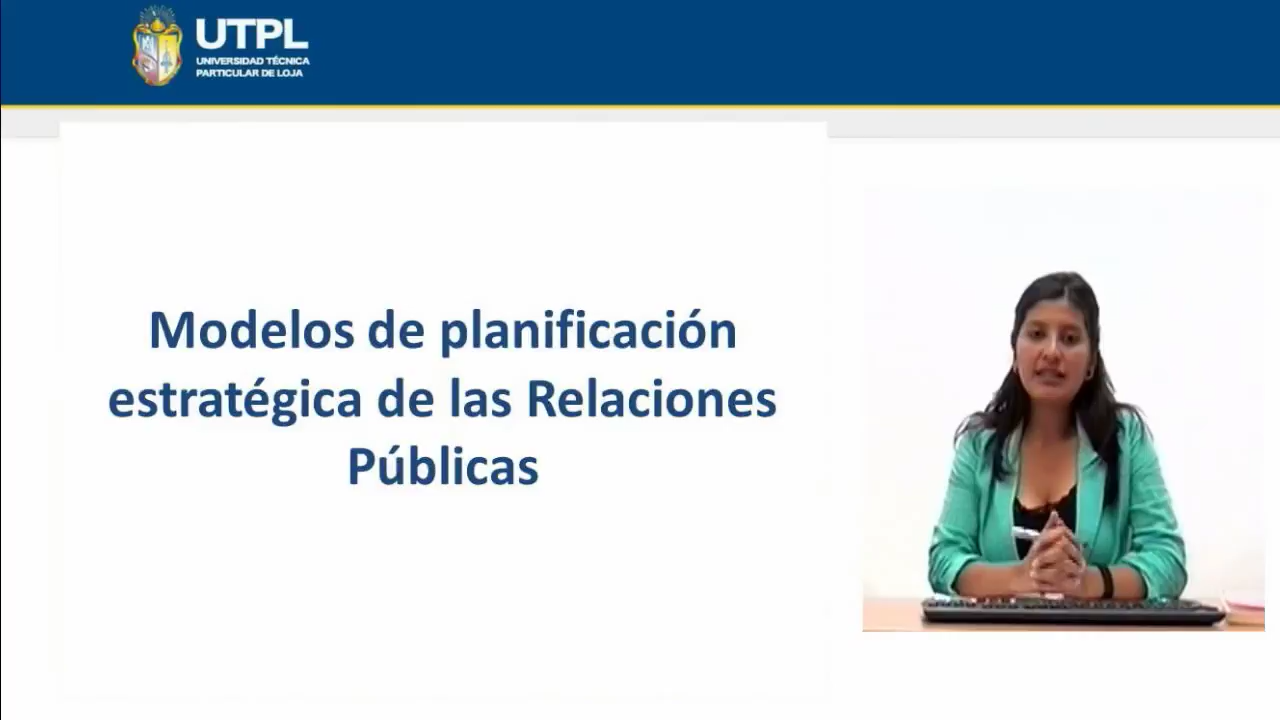 UTPL
UNIVERSIDAD TÉCNICA
PARTICULAR DE LOJA
Modelos de planificación
estratégica de las Relaciones
Públicas